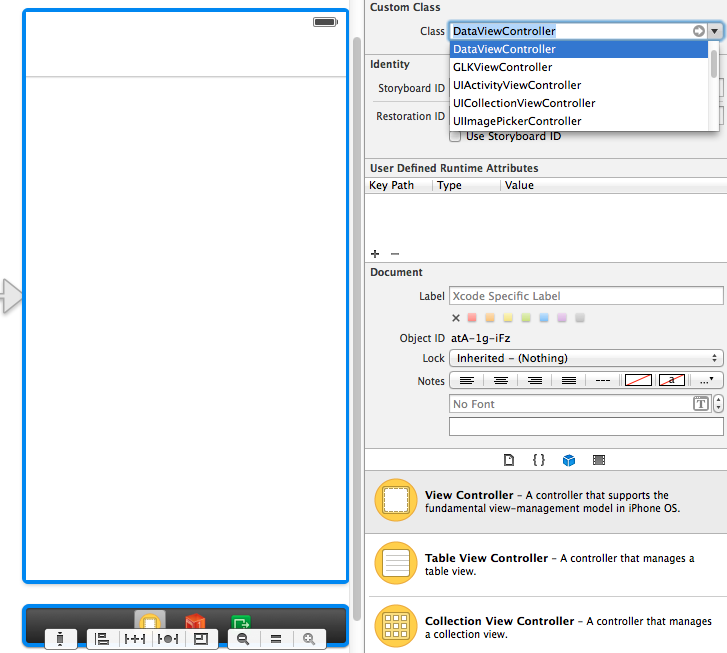 Custom Class
Class DataViewController
DataViewController
GLKViewController
UIActivityViewController
UICollectionViewController
UIImagePickerController
Identity
Storyboard ID
Restoration ID
Use Storyboard ID
User Defined Runtime Attributes
Key Path Type Value
+ −
Document
Label Xcode Specific Label
Object ID atA-1g-iFz
Lock Inherited - (Nothing)
Notes --- a ...
No Font T
{ }
View Controller - A controller that supports the
fundamental view-management model in iPhone OS.
Table View Controller - A controller that manages a
table view.
Collection View Controller - A controller that manages
a collection view.